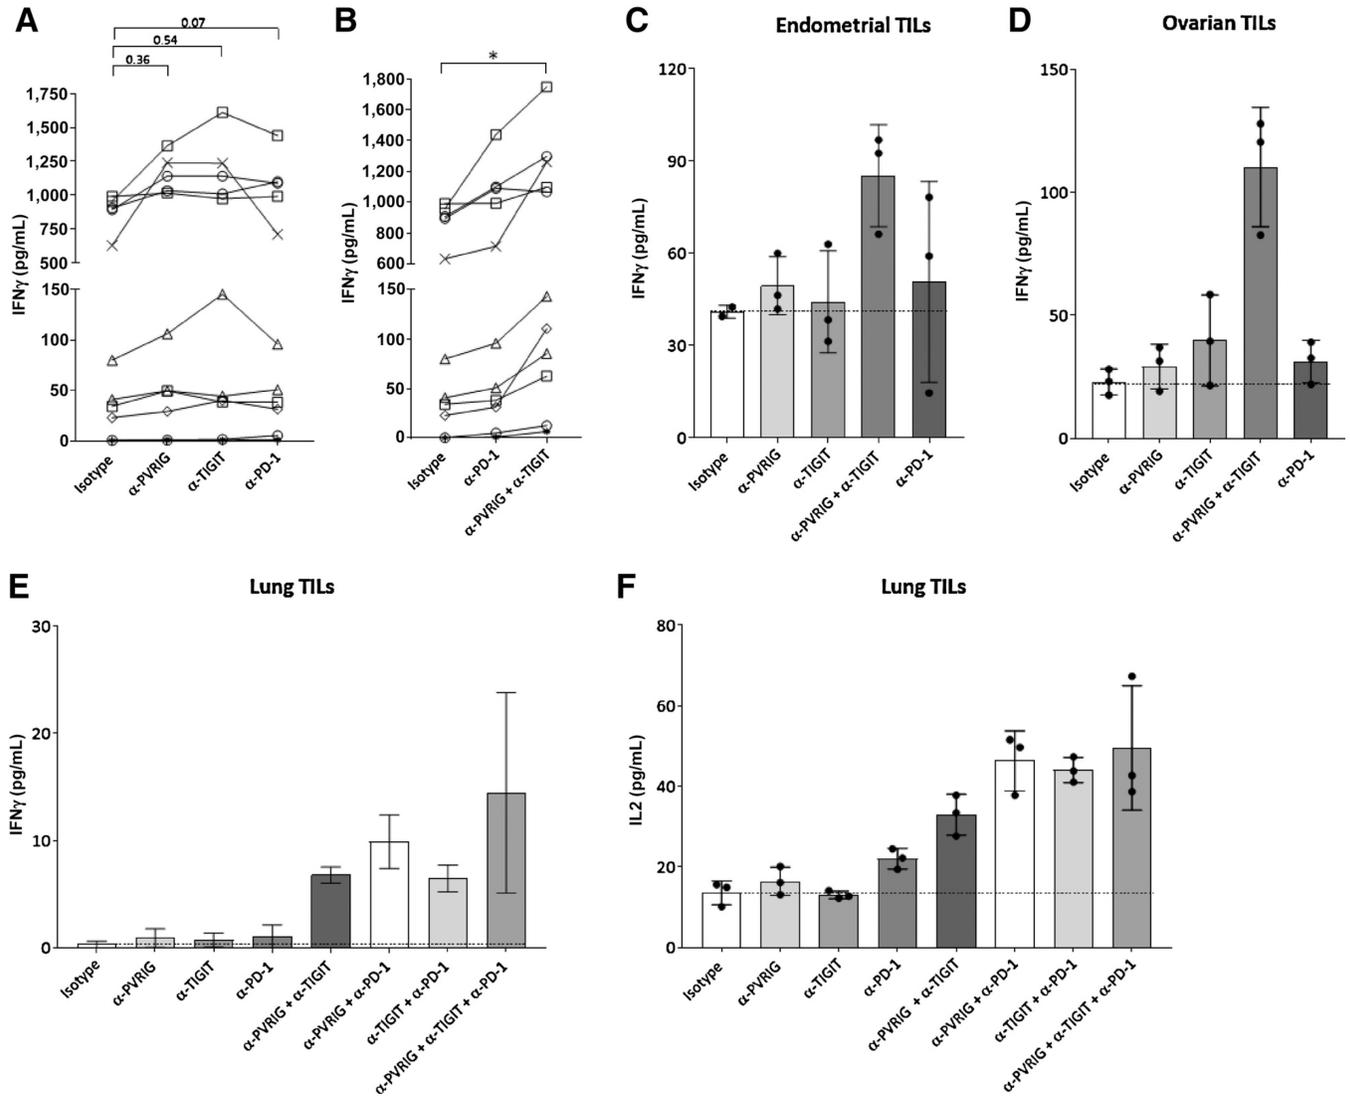 A
0.07
0.54
0.36
IFNγ (pg/mL)
1,750
1,500
1,250
1,000
750
500
150
100
50
0
Isotype
α-PVRIG
α-TIGIT
α-PD-1
B
*
IFNγ (pg/mL)
1,800
1,600
1,400
1,200
1,000
800
600
150
100
50
0
Isotype
α-PD-1
α-PVRIG + α-TIGIT
C
Endometrial TILs
IFNγ (pg/mL)
120
90
60
30
0
Isotype
α-PVRIG
α-TIGIT
α-PVRIG + α-TIGIT
α-PD-1
D
Ovarian TILs
IFNγ (pg/mL)
150
100
50
0
Isotype
α-PVRIG
α-TIGIT
α-PVRIG + α-TIGIT
α-PD-1
E
Lung TILs
IFNγ (pg/mL)
30
20
10
0
Isotype
α-PVRIG
α-TIGIT
α-PD-1
α-PVRIG + α-TIGIT
α-PVRIG + α-PD-1
α-TIGIT + α-PD-1
α-PVRIG + α-TIGIT + α-PD-1
F
Lung TILs
IL2 (pg/mL)
80
60
40
20
0
Isotype
α-PVRIG
α-TIGIT
α-PD-1
α-PVRIG + α-TIGIT
α-PVRIG + α-PD-1
α-TIGIT + α-PD-1
α-PVRIG + α-TIGIT + α-PD-1